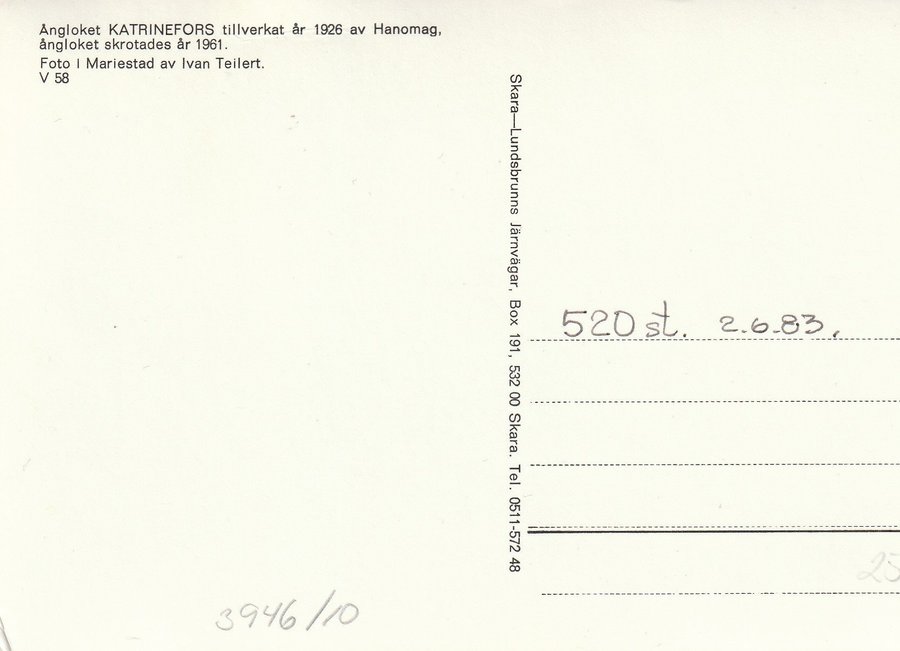 Ångloket KATRINEFORS tillverkat år 1926 av Hanomag,
ångloket skrotades år 1961.
Foto i Mariestad av Ivan Teilert.
V 58
Skara—Lundsbrunns Järnvägar, Box 191, 532 00 Skara. Tel. 0511-572 48
520 st. 2.6.83.
25
3946/10